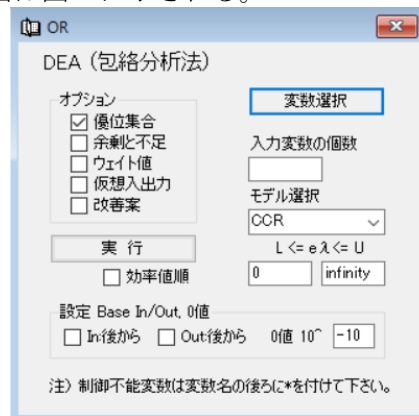 OR
DEA（包絡分析法）
オプション
優位集合
余剰と不足
ウェイト値
仮想入出力
改善案
変数選択
入力変数の個数
モデル選択
CCR
実 行
効率値順
L <= eλ <= U
0
infinity
設定 Base In/Out, 0値
In:後から
Out:後から
0値 10^
-10
注）制御不能変数は変数名の後ろに*を付けて下さい。